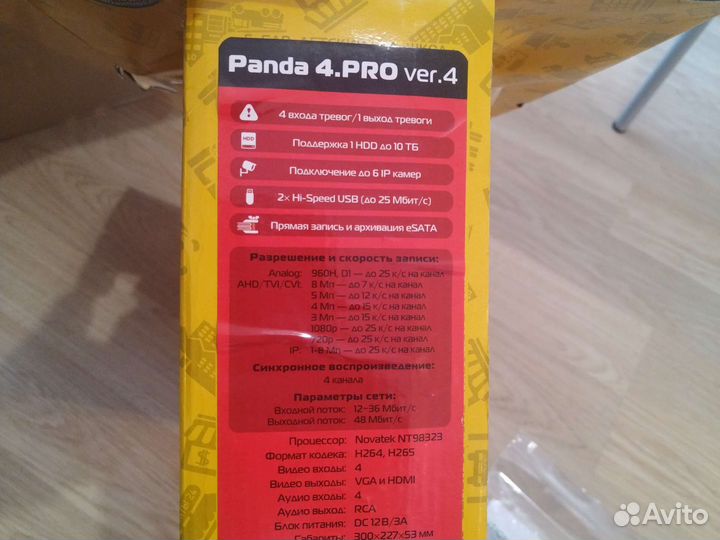 Panda 4.PRO ver.4
4 входа тревог/1 выход тревоги
HDD
Поддержка 1 HDD до 10 ТБ
Подключение до 6 IP камер
2x Hi-Speed USB (до 25 Мбит/с)
Прямая запись и архивация eSATA
Разрешение и скорость записи:
Analog: 960H, D1 — до 25 к/с на канал
AHD/TVI/CVI: 8 Мп — до 7 к/с на канал
5 Мп — до 12 к/с на канал
4 Мп — до 15 к/с на канал
3 Мп — до 15 к/с на канал
1080p — до 25 к/с на канал
720p — до 25 к/с на канал
IP: 1-8 Мп — до 25 к/с на канал
Синхронное воспроизведение:
4 канала
Параметры сети:
Входной поток: 12-36 Мбит/с
Выходной поток: 48 Мбит/с
Процессор: Novatek NT98323
Формат кодека: H264, H265
Видео входы: 4
Видео выходы: VGA и HDMI
Аудио входы: 4
Аудио выход: RCA
Блок питания: DC 12В/3А
Габариты: 300×227×53 мм
Avito